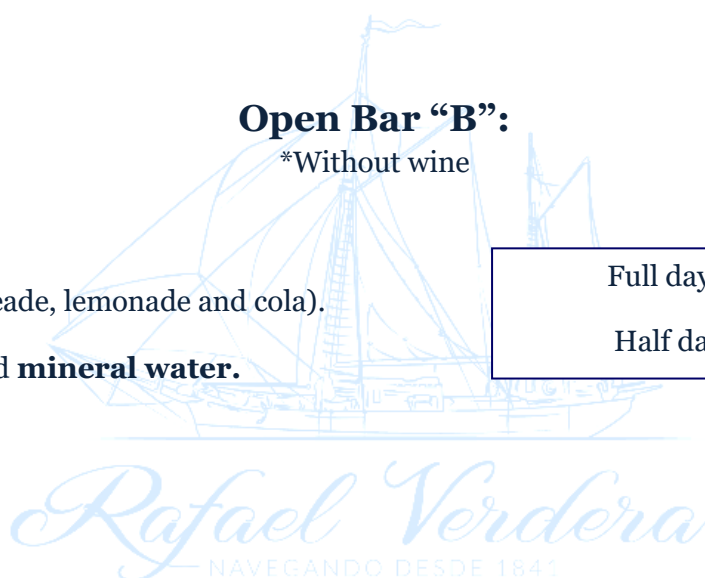 Open Bar “B”:
*Without wine
Full day
eade, lemonade and cola).
Half da
d mineral water.
Rafael Verdera
NAVEGANDO DESDE 1841